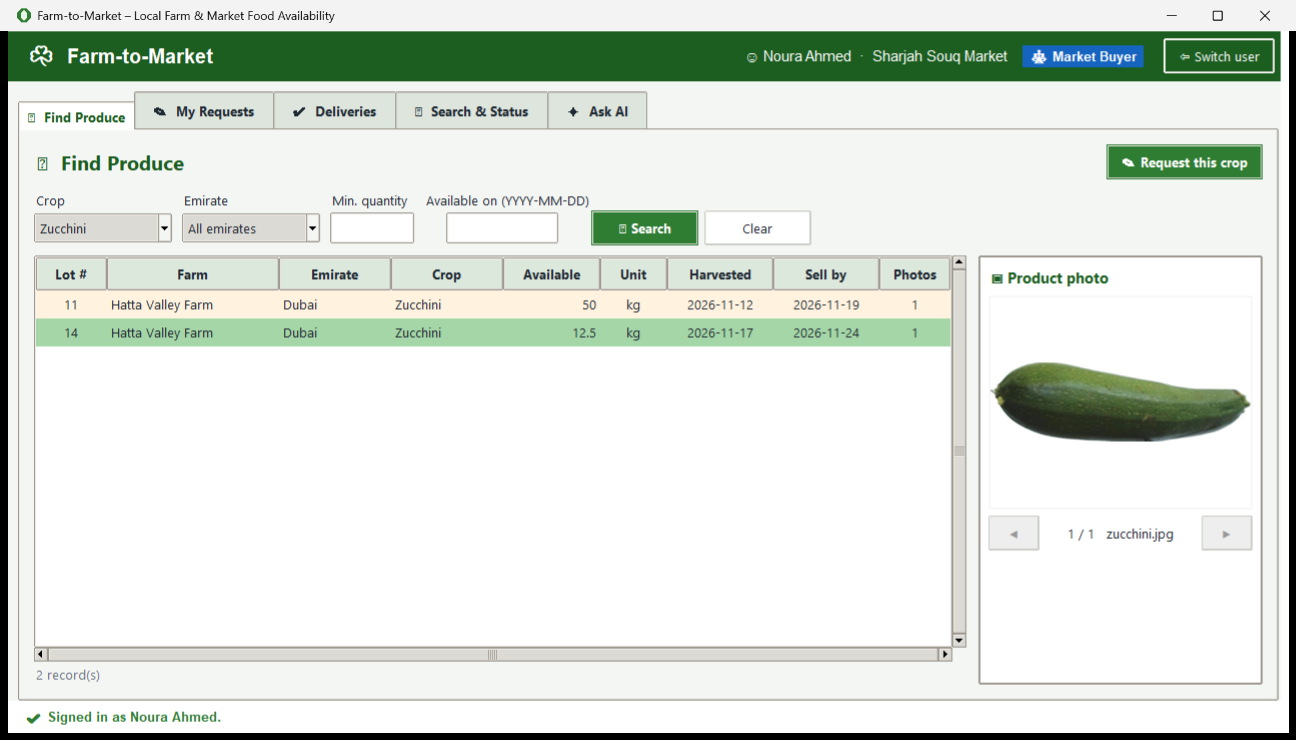 Farm-to-Market – Local Farm & Market Food Availability
Farm-to-Market
Noura Ahmed · Sharjah Souq Market
Market Buyer
⇦ Switch user
Find Produce
My Requests
Deliveries
Search & Status
Ask AI
Find Produce
Request this crop
Crop Emirate Min. quantity Available on (YYYY-MM-DD)
Zucchini All emirates Search Clear
Lot # Farm Emirate Crop Available Unit Harvested Sell by Photos
11 Hatta Valley Farm Dubai Zucchini 50 kg 2026-11-12 2026-11-19 1
14 Hatta Valley Farm Dubai Zucchini 12.5 kg 2026-11-17 2026-11-24 1
Product photo
1 / 1 zucchini.jpg
2 record(s)
Signed in as Noura Ahmed.